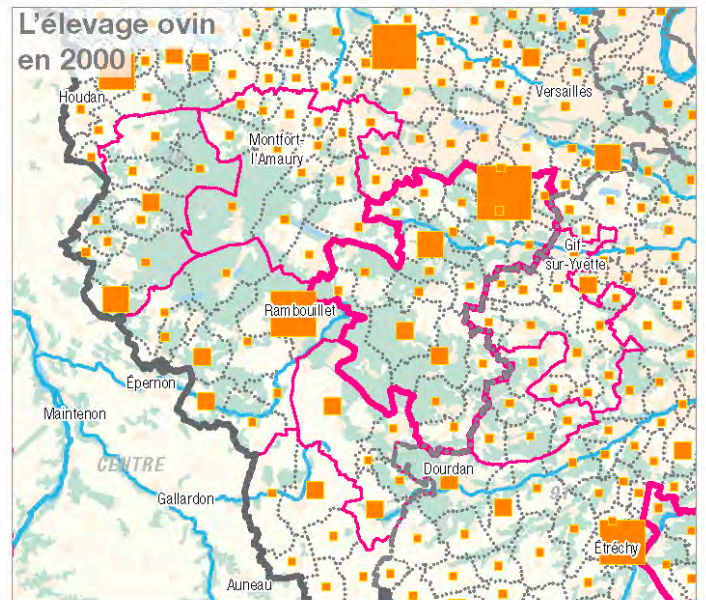 L'élevage ovin
en 2000
Houdan
Versailles
Montfort-
l'Amaury
Gif-
sur-Yvette
Rambouillet
Épernon
Maintenon
CENTRE
Dourdan
Gallardon
91
Étréchy
Auneau